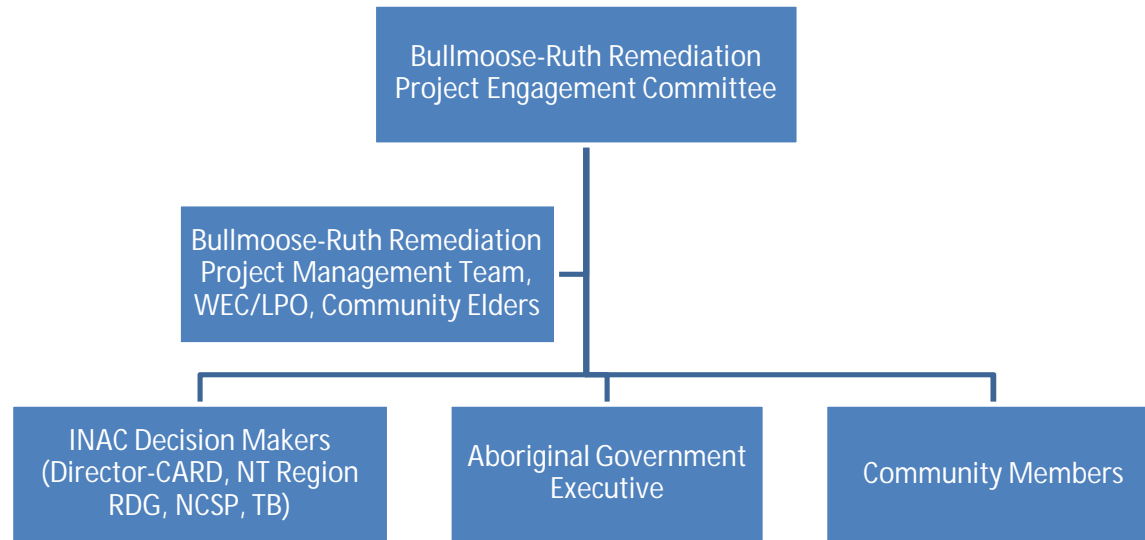 Bullmoose-Ruth Remediation
Project Engagement Committee
Bullmoose-Ruth Remediation
Project Management Team,
WEC/LPO, Community Elders
INAC Decision Makers
(Director-CARD, NT Region
RDG, NCSP, TB)
Aboriginal Government
Executive
Community Members